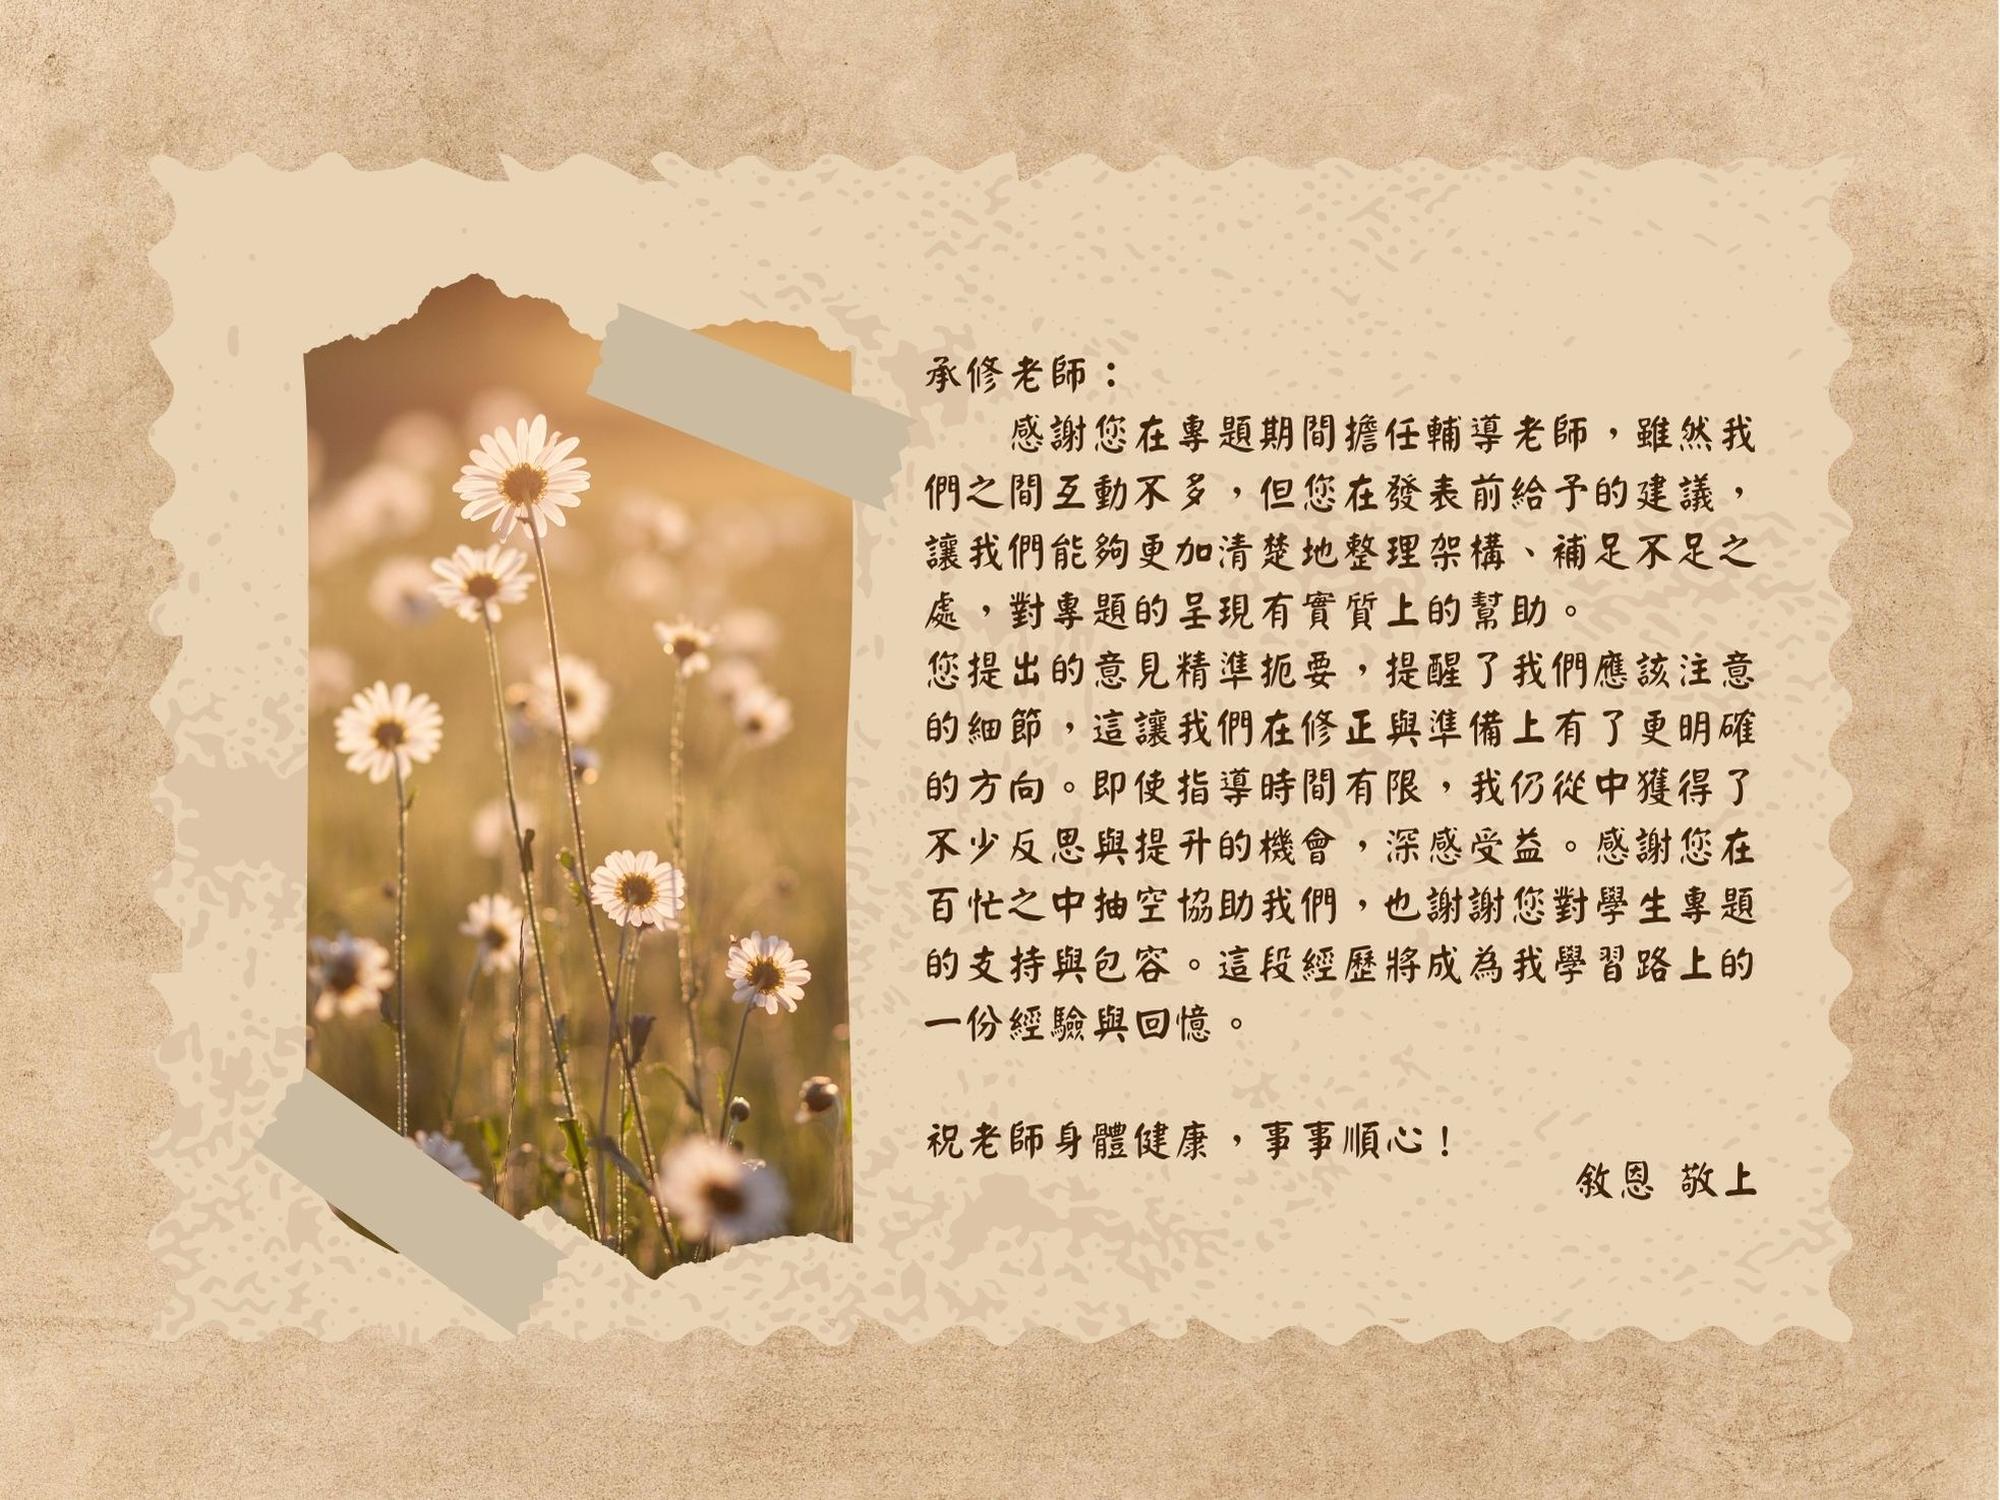 承修老師：
感謝您在專題期間擔任輔導老師，雖然我
們之間互動不多，但您在發表前給予的建議，
讓我們能夠更加清楚地整理架構、補足不足之
處，對專題的呈現有實質上的幫助。
您提出的意見精準扼要，提醒了我們應該注意
的細節，這讓我們在修正與準備上有了更明確
的方向。即使指導時間有限，我仍從中獲得了
不少反思與提升的機會，深感受益。感謝您在
百忙之中抽空協助我們，也謝謝您對學生專題
的支持與包容。這段經歷將成為我學習路上的
一份經驗與回憶。
祝老師身體健康，事事順心！
敘恩 敬上